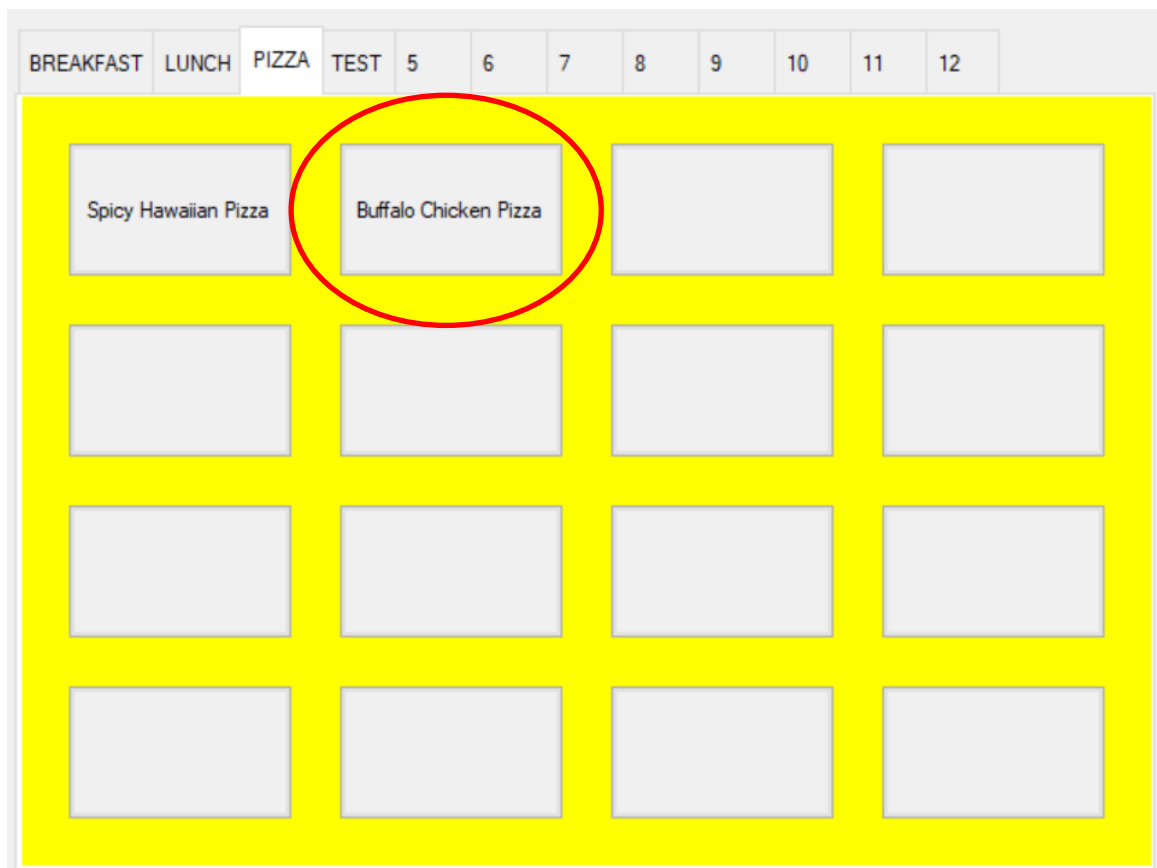 BREAKFAST LUNCH PIZZA TEST 5 6 7 8 9 10 11 12
Spicy Hawaiian Pizza Buffalo Chicken Pizza